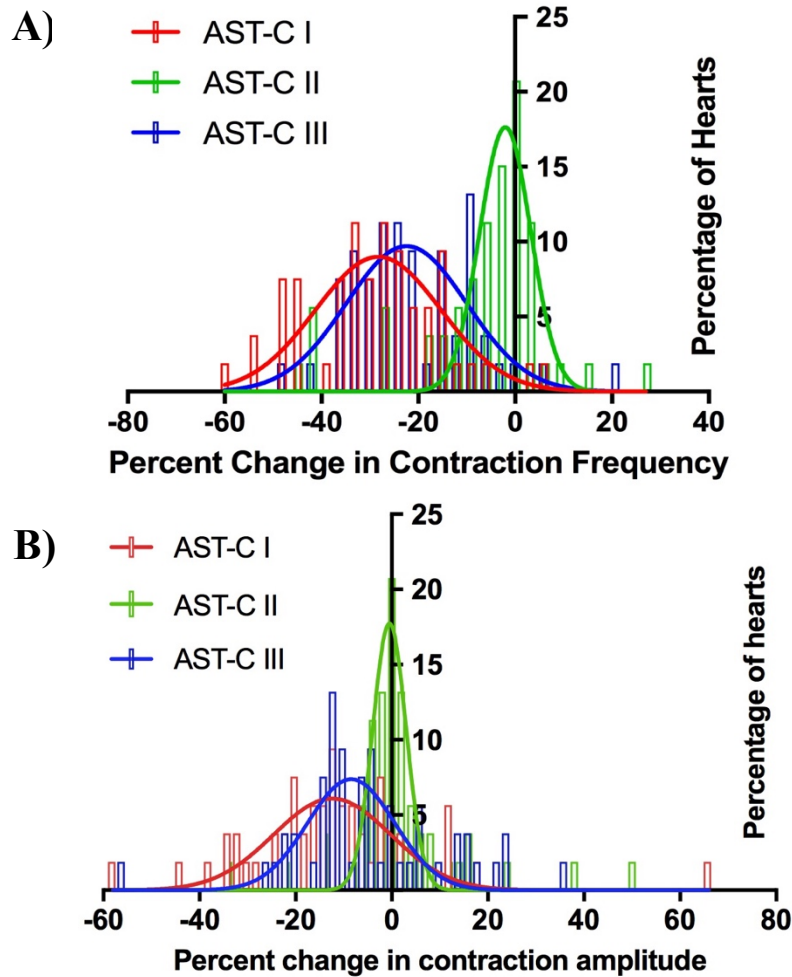 A)
AST-C I
AST-C II
AST-C III
25
20
15
10
5
Percentage of Hearts
-80 -60 -40 -20 0 20 40
Percent Change in Contraction Frequency
B)
AST-C I
AST-C II
AST-C III
25
20
15
10
5
Percentage of hearts
-60 -40 -20 0 20 40 60 80
Percent change in contraction amplitude